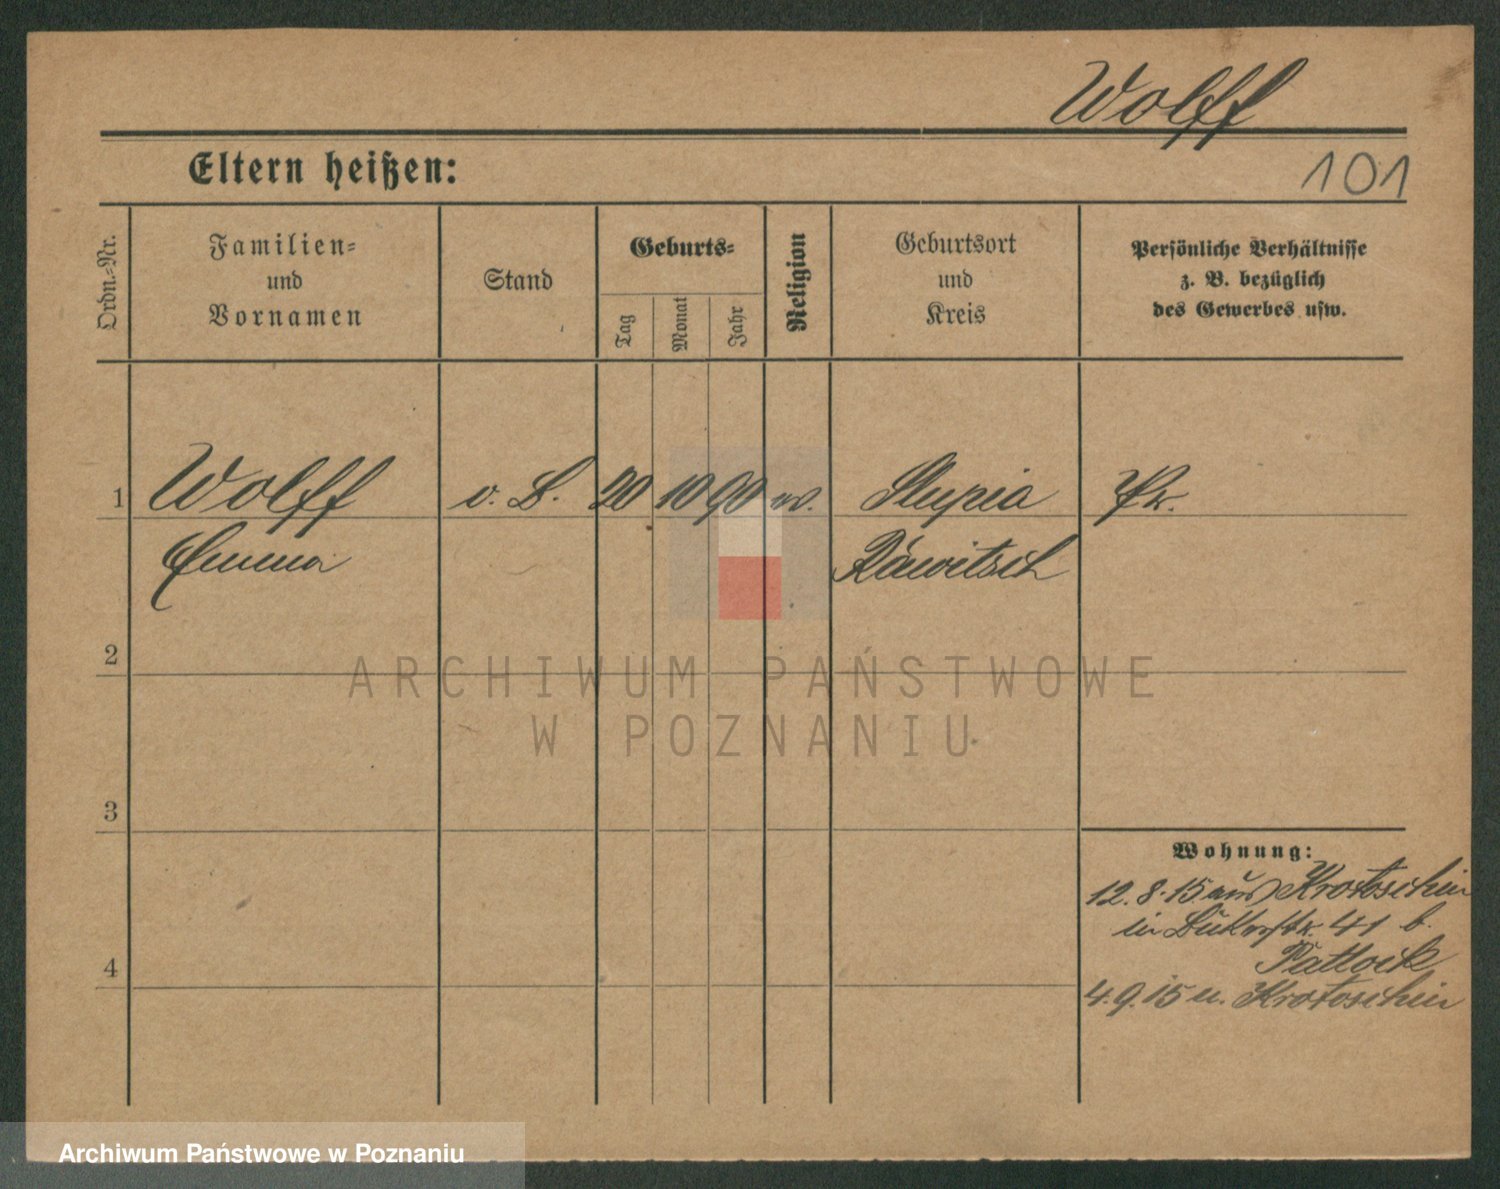 Wolff
Eltern heißen:
101
Ordn.-Nr.
Familien-
und
Vornamen
Stand
Geburts-
Tag
Monat
Jahr
Religion
Geburtsort
und
Kreis
Persönliche Verhältnisse
z. B. bezüglich
des Gewerbes usw.
1 Wolff 20 10 90 Slupia
Emma Rawitsch
2
ARCHIWUM PAŃSTWOWE
W POZNANIU
3
Wohnung:
12.8.15 aus Krotoschin
in 41 b.
4
4.9.15 n. Krotoschin
Archiwum Państwowe w Poznaniu